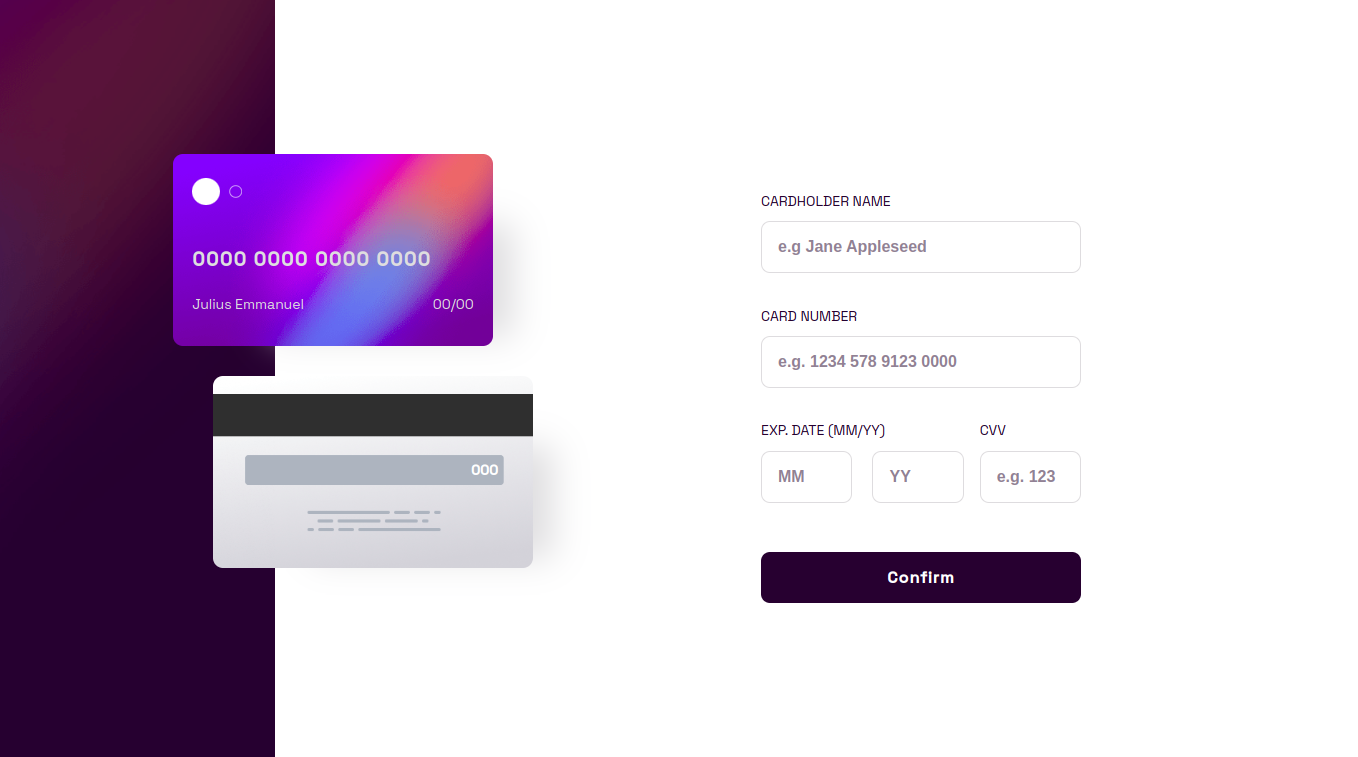 0000 0000 0000 0000
Julius Emmanuel 00/00
000
CARDHOLDER NAME
e.g Jane Appleseed
CARD NUMBER
e.g. 1234 578 9123 0000
EXP. DATE (MM/YY) CVV
MM YY e.g. 123
Confirm